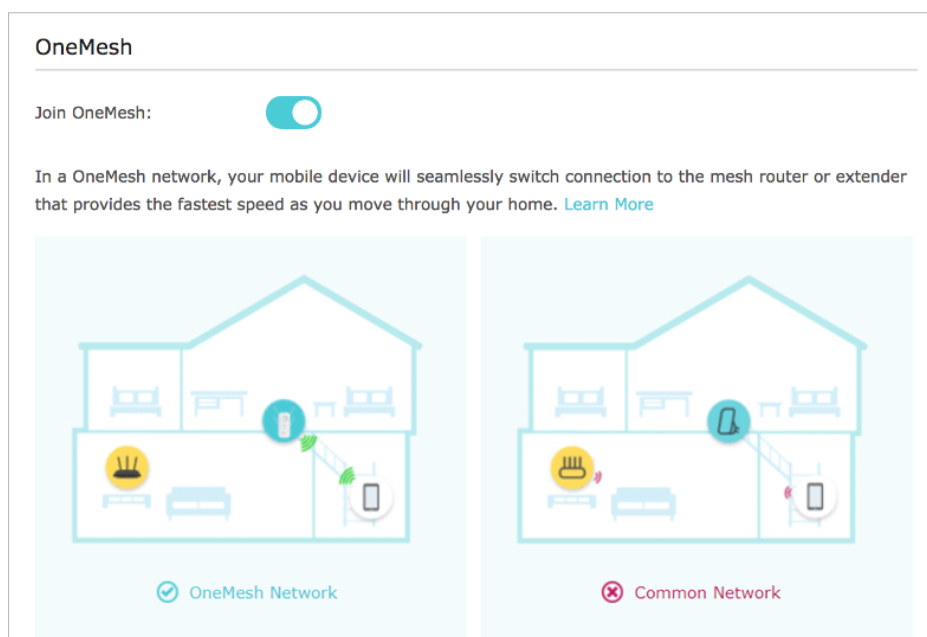 OneMesh
Join OneMesh:
In a OneMesh network, your mobile device will seamlessly switch connection to the mesh router or extender
that provides the fastest speed as you move through your home. Learn More
OneMesh Network
Common Network